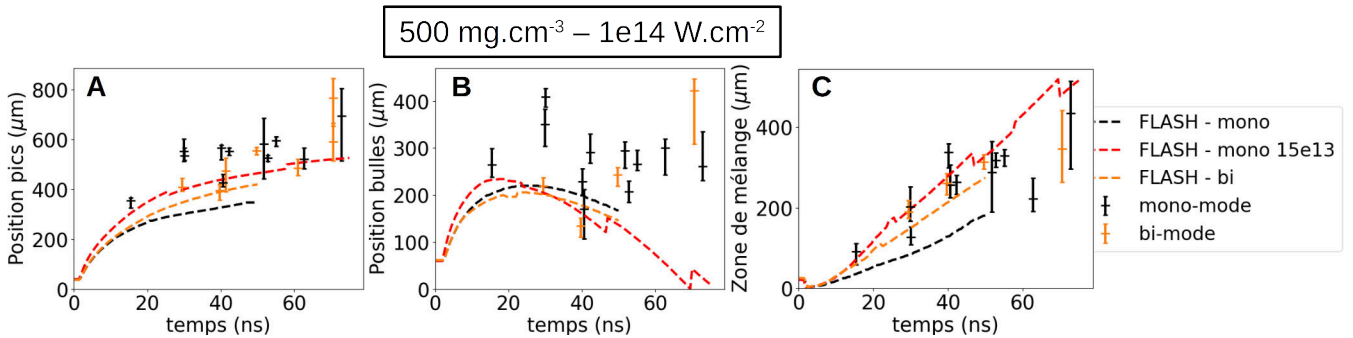 500 mg.cm-3 – 1e14 W.cm-2
A
Position pics (μm)
800
600
400
200
0
0
20
40
60
temps (ns)
B
Position bulles (μm)
400
300
200
100
0
0
20
40
60
temps (ns)
C
Zone de mélange (μm)
400
200
0
0
20
40
60
temps (ns)
FLASH - mono
FLASH - mono 15e13
FLASH - bi
mono-mode
bi-mode